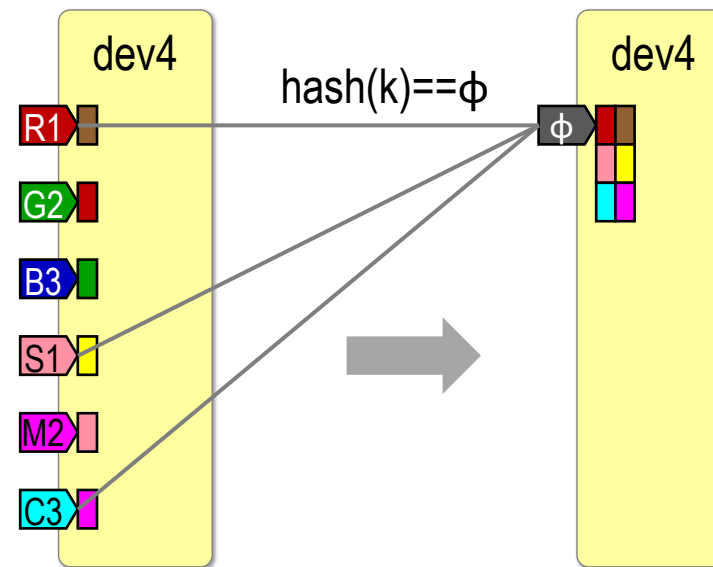 dev4
dev4
hash(k)==ϕ
R1
ϕ
G2
B3
S1
M2
C3